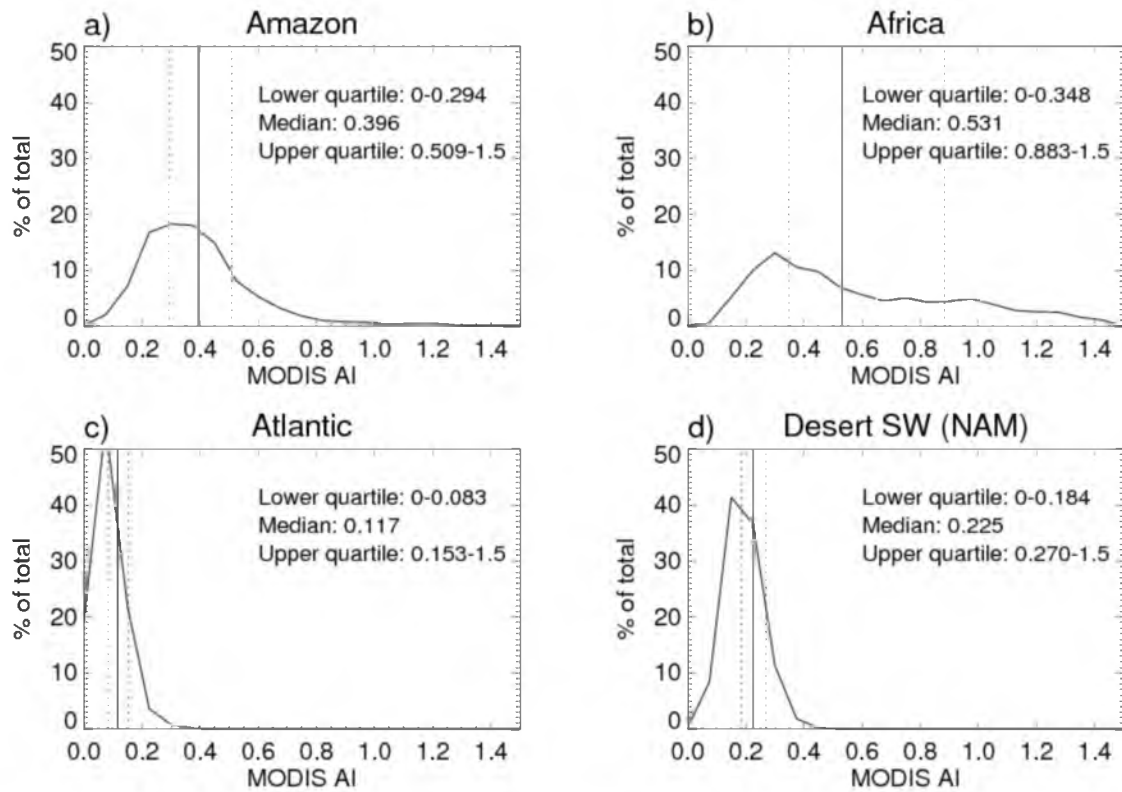 a) Amazon
50
40
30
20
10
0
% of total
Lower quartile: 0-0.294
Median: 0.396
Upper quartile: 0.509-1.5
0.0 0.2 0.4 0.6 0.8 1.0 1.2 1.4
MODIS AI
b) Africa
50
40
30
20
10
0
% of total
Lower quartile: 0-0.348
Median: 0.531
Upper quartile: 0.883-1.5
0.0 0.2 0.4 0.6 0.8 1.0 1.2 1.4
MODIS AI
c) Atlantic
50
40
30
20
10
0
% of total
Lower quartile: 0-0.083
Median: 0.117
Upper quartile: 0.153-1.5
0.0 0.2 0.4 0.6 0.8 1.0 1.2 1.4
MODIS AI
d) Desert SW (NAM)
50
40
30
20
10
0
% of total
Lower quartile: 0-0.184
Median: 0.225
Upper quartile: 0.270-1.5
0.0 0.2 0.4 0.6 0.8 1.0 1.2 1.4
MODIS AI